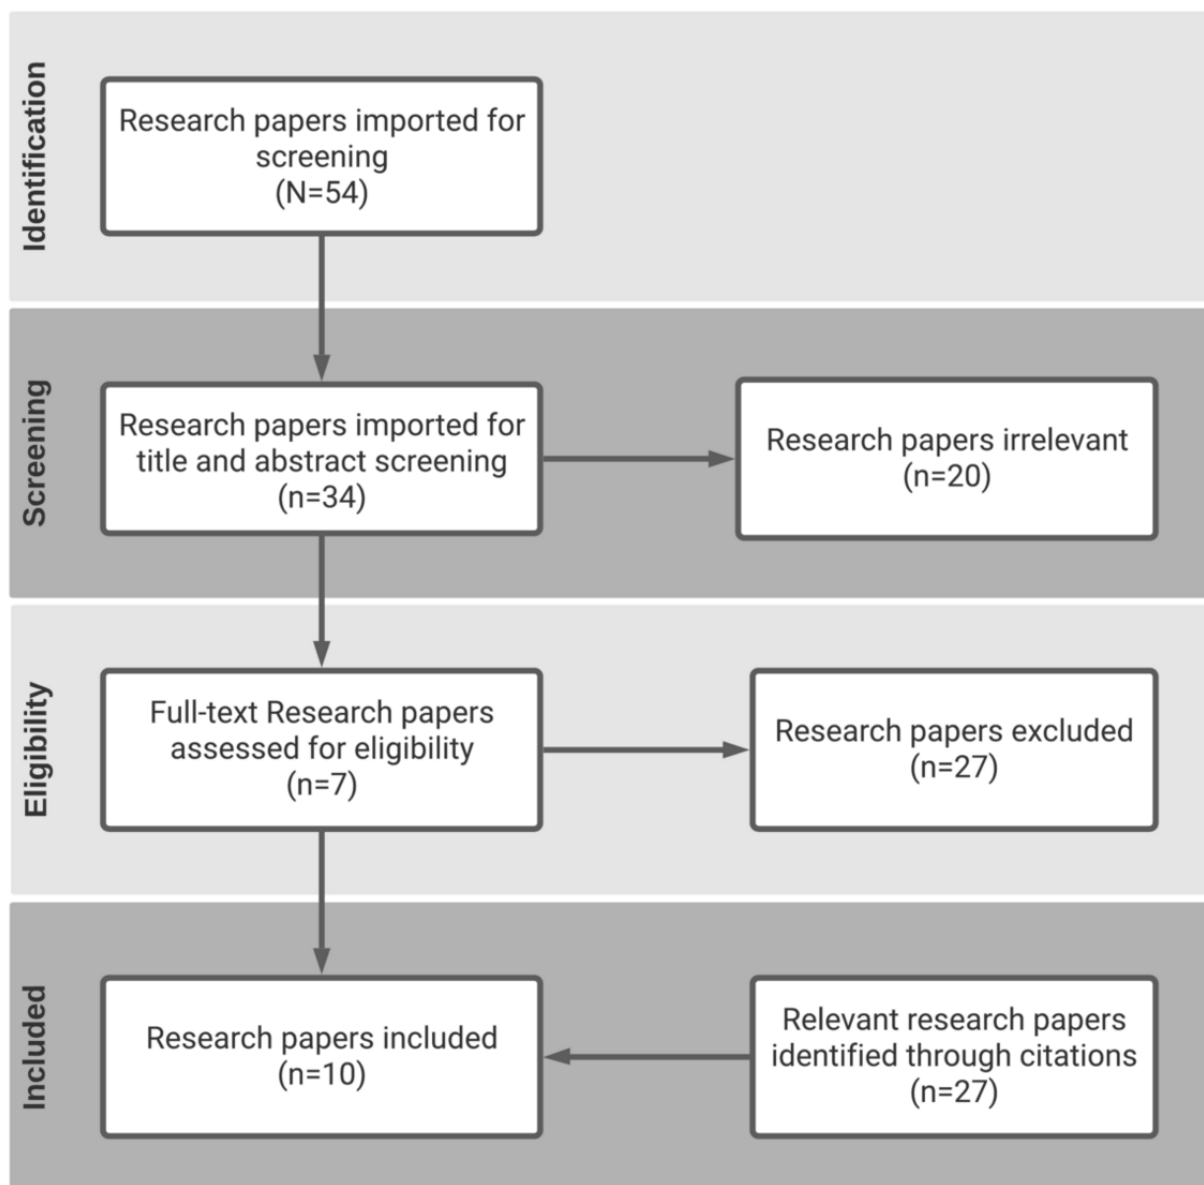 Identification
Research papers imported for
screening
(N=54)
Screening
Research papers imported for
title and abstract screening
(n=34)
Research papers irrelevant
(n=20)
Eligibility
Full-text Research papers
assessed for eligibility
(n=7)
Research papers excluded
(n=27)
Included
Research papers included
(n=10)
Relevant research papers
identified through citations
(n=27)